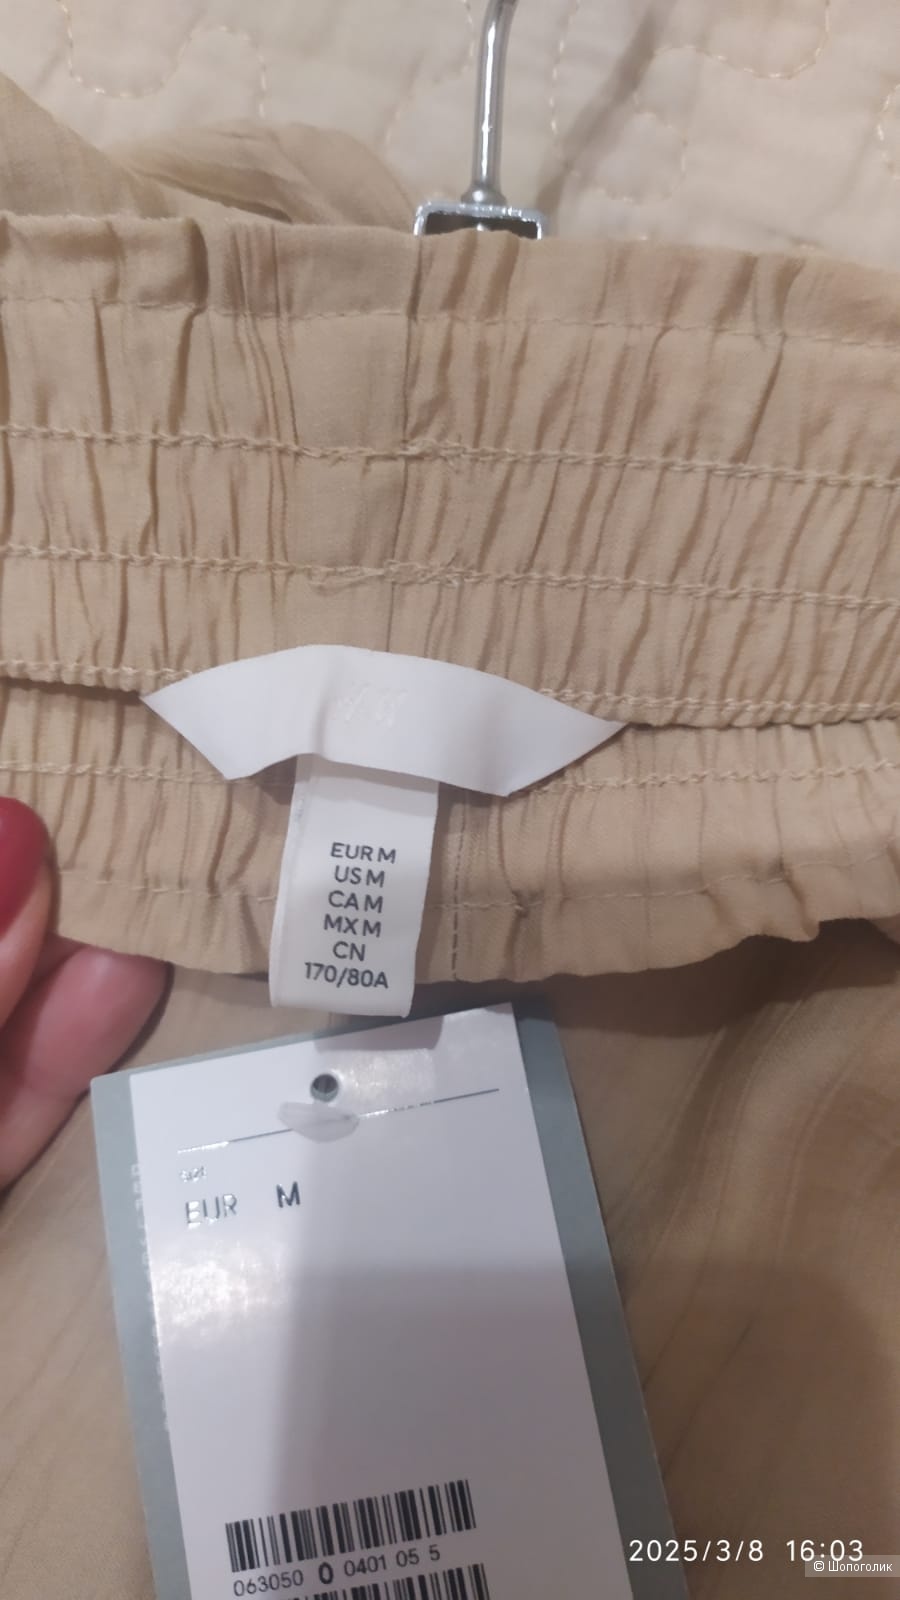 H&M
EUR M
US M
CA M
MX M
CN
170/80A
EUR M
063050 0 0401 05 5
2025/3/8 16:03
© Шопоголик